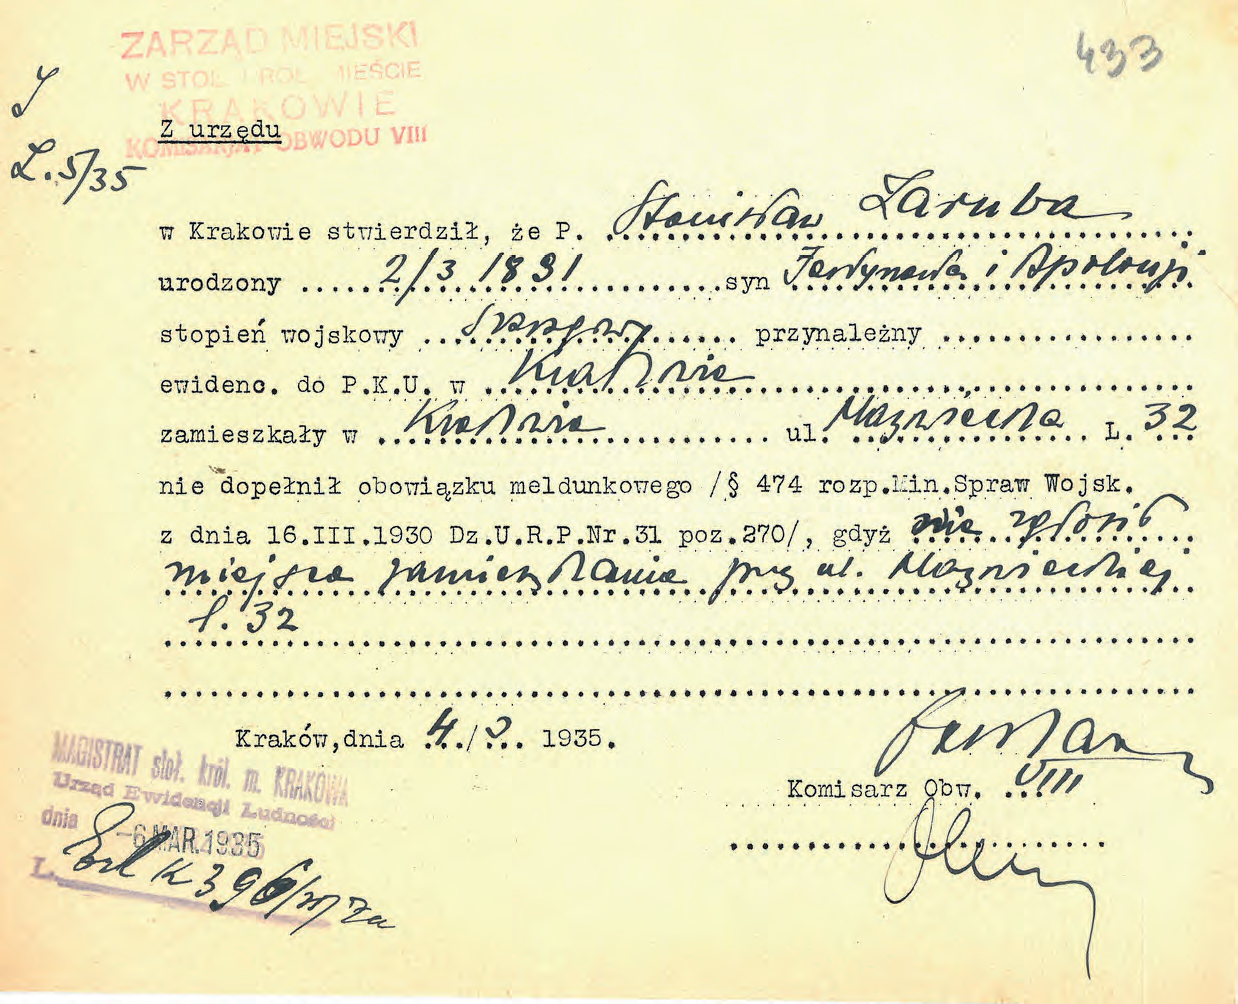 433
ZARZĄD MIEJSKI
W STOL. I KRÓL. MIEŚCIE
KRAKOWIE
KOMISARJAT OBWODU VIII
L. 5/35
Z urzędu
w Krakowie stwierdził, że P. Stanisław Zaruba
urodzony 2/3 1891 syn Ferdynanda i Apolonji
stopień wojskowy szereg przynależny
ewidenc. do P.K.U. w Krakowie
zamieszkały w Krakowie ul. Mazowiecka L. 32
nie dopełnił obowiązku meldunkowego /§ 474 rozp.Min.Spraw Wojsk.
z dnia 16.III.1930 Dz.U.R.P.Nr.31 poz.270/, gdyż nie zgłosił
miejsca zamieszkania przy ul. Mazowieckiej
l. 32
Kraków,dnia 4./3. 1935.
Komisarz Obw. VIII
MAGISTRAT stoł. król. m. KRAKOWA
Urząd Ewidencji Ludności
dnia -6 MAR.1935
L.